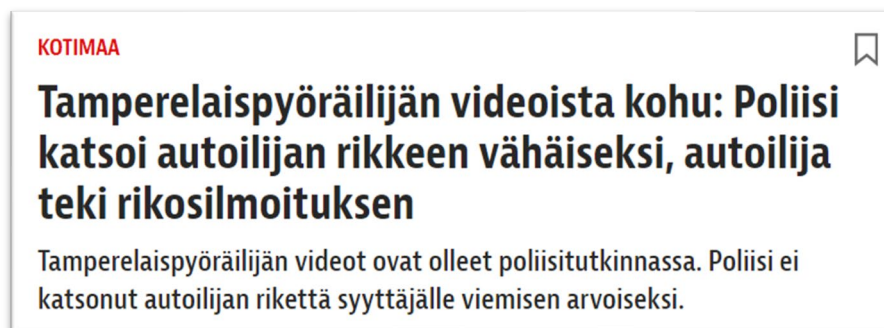 KOTIMAA
Tamperelaispyöräilijän videoista kohu: Poliisi
katsoi autoilijan rikkeen vähäiseksi, autoilija
teki rikosilmoituksen
Tamperelaispyöräilijän videot ovat olleet poliisitutkinnassa. Poliisi ei
katsonut autoilijan rikettä syyttäjälle viemisen arvoiseksi.